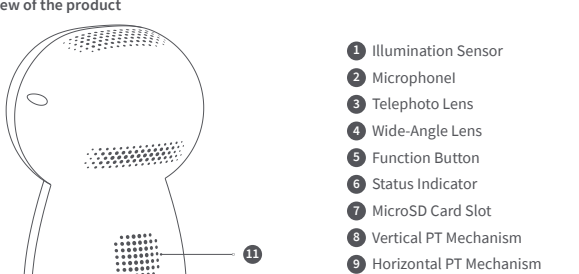 ew of the product
1 Illumination Sensor
2 Microphonel
3 Telephoto Lens
4 Wide-Angle Lens
5 Function Button
6 Status Indicator
7 MicroSD Card Slot
8 Vertical PT Mechanism
9 Horizontal PT Mechanism
11